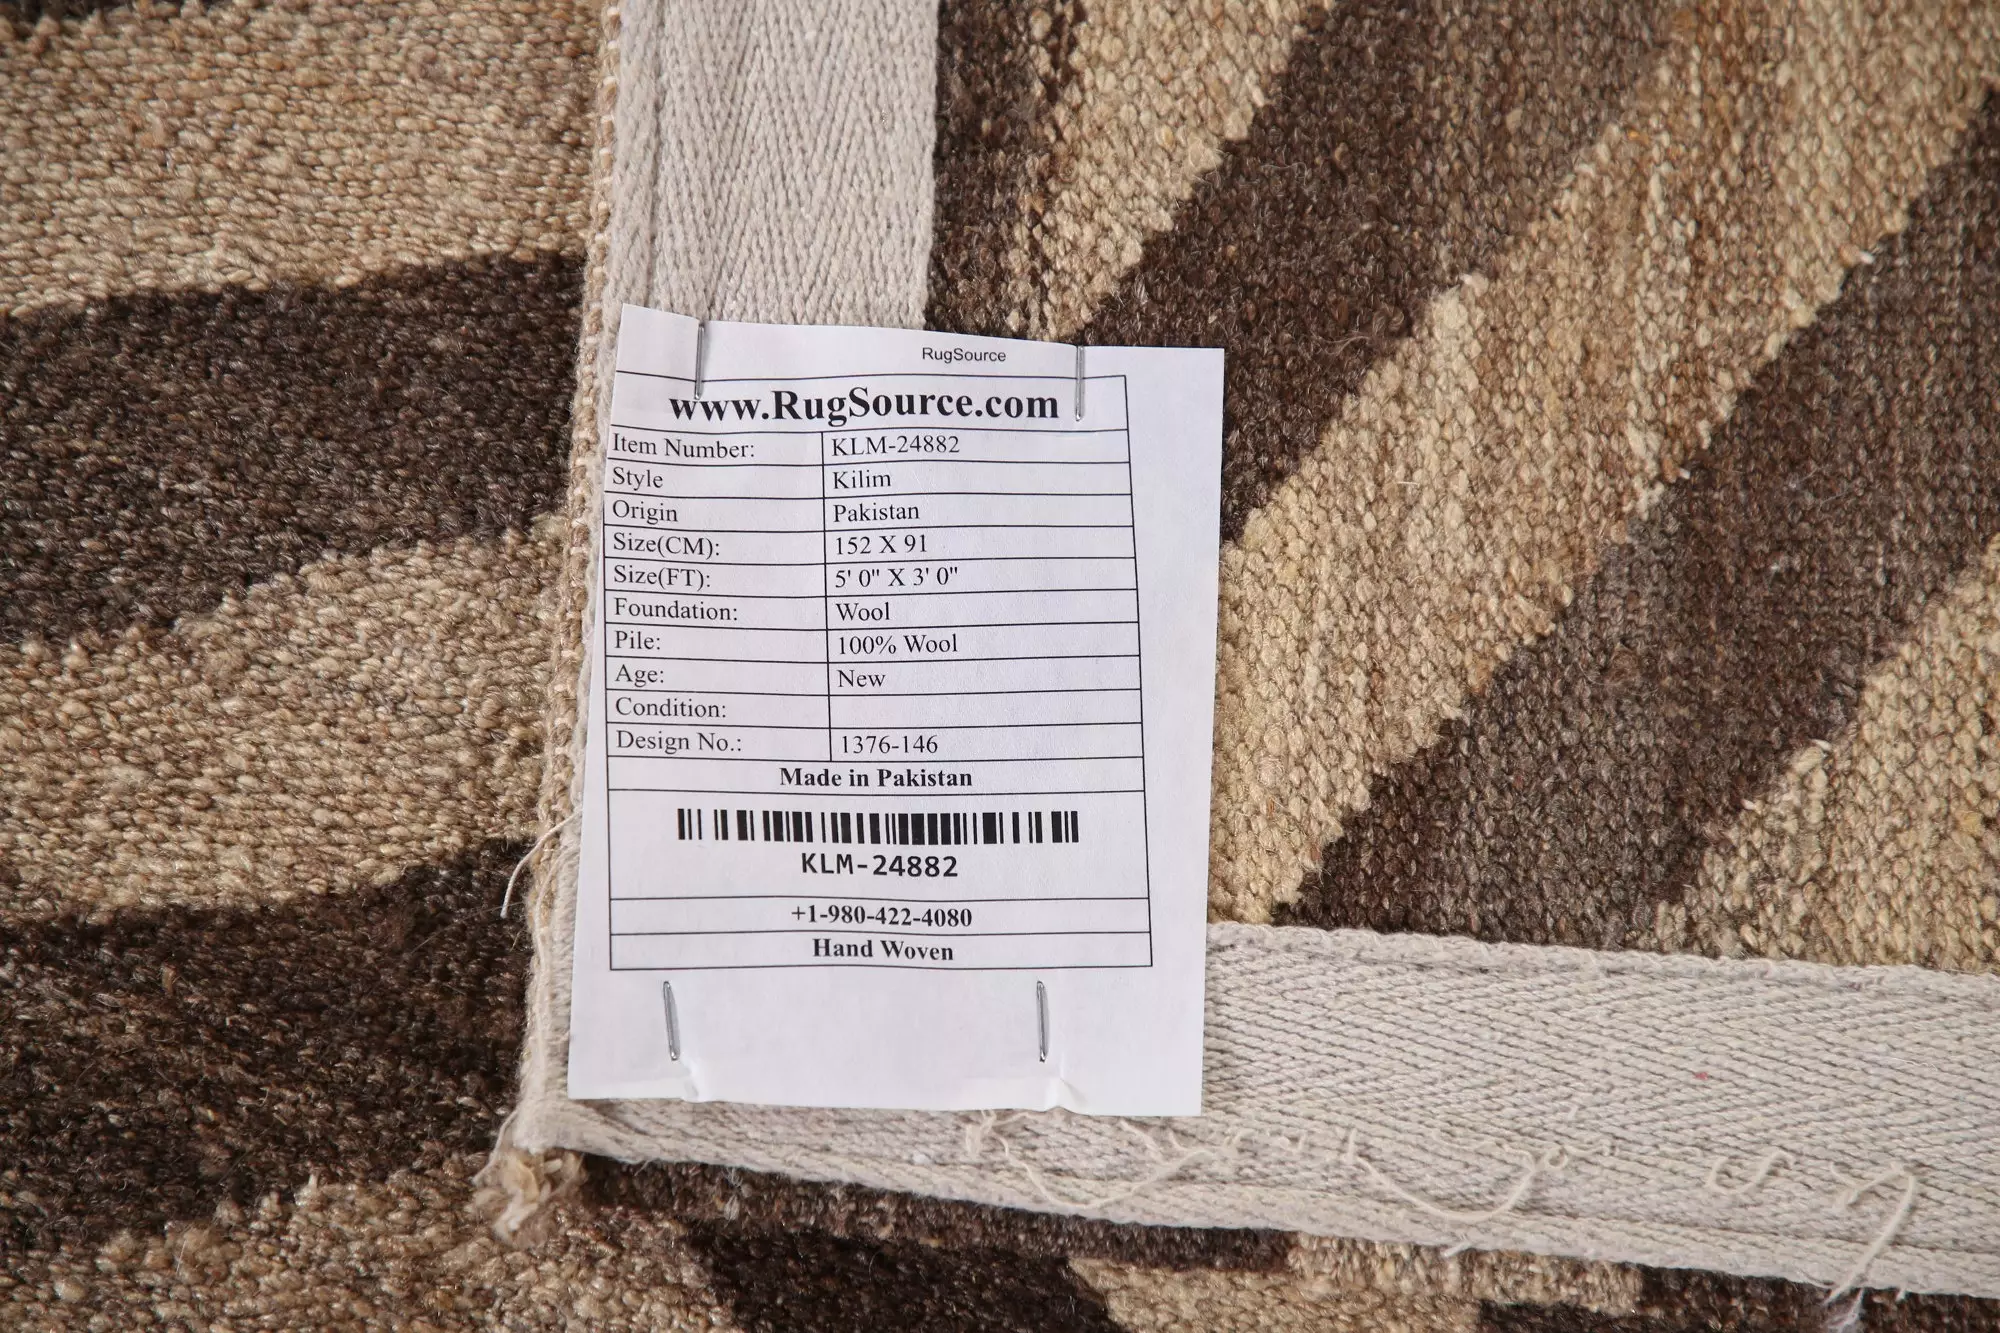 RugSource
www.RugSource.com
Item Number: KLM-24882
Style Kilim
Origin Pakistan
Size(CM): 152 X 91
Size(FT): 5' 0" X 3' 0"
Foundation: Wool
Pile: 100% Wool
Age: New
Condition:
Design No.: 1376-146
Made in Pakistan
KLM-24882
+1-980-422-4080
Hand Woven